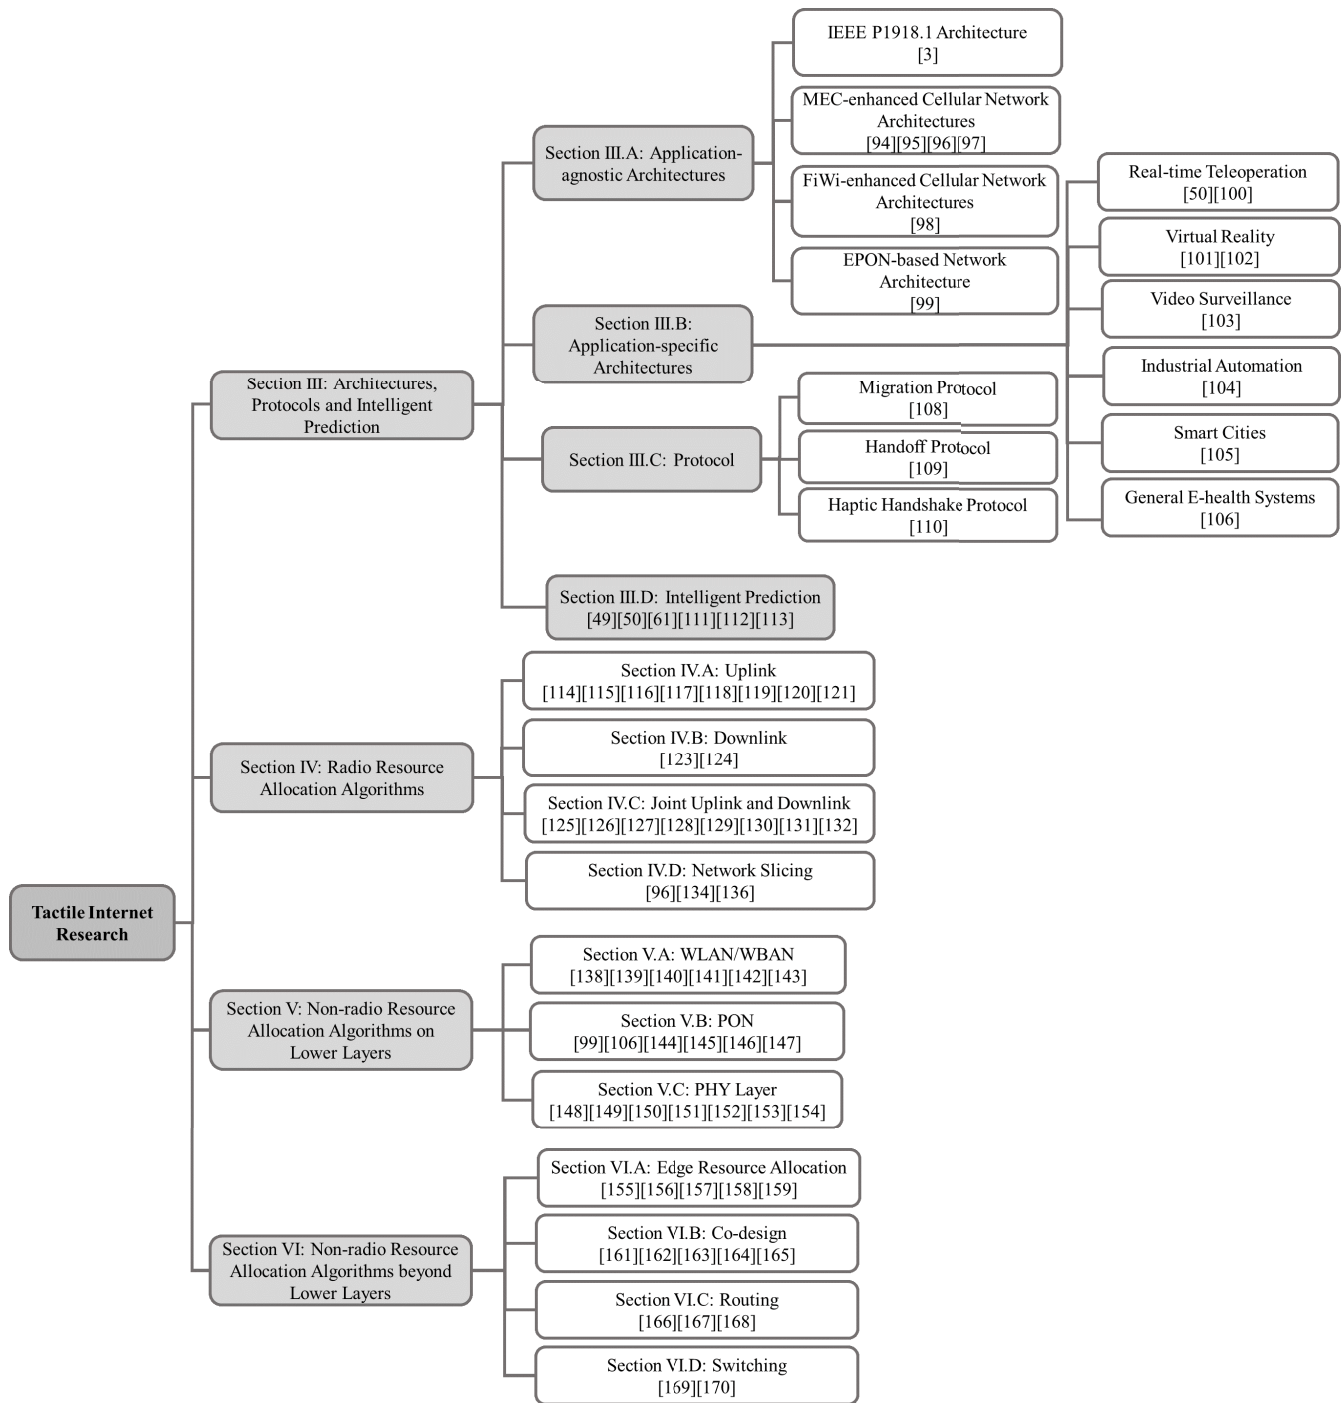 Tactile Internet
Research
Section III: Architectures,
Protocols and Intelligent
Prediction
Section III.A: Application-
agnostic Architectures
IEEE P1918.1 Architecture
[3]
MEC-enhanced Cellular Network
Architectures
[94][95][96][97]
FiWi-enhanced Cellular Network
Architectures
[98]
EPON-based Network
Architecture
[99]
Section III.B:
Application-specific
Architectures
Real-time Teleoperation
[50][100]
Virtual Reality
[101][102]
Video Surveillance
[103]
Industrial Automation
[104]
Smart Cities
[105]
General E-health Systems
[106]
Section III.C: Protocol
Migration Protocol
[108]
Handoff Protocol
[109]
Haptic Handshake Protocol
[110]
Section III.D: Intelligent Prediction
[49][50][61][111][112][113]
Section IV: Radio Resource
Allocation Algorithms
Section IV.A: Uplink
[114][115][116][117][118][119][120][121]
Section IV.B: Downlink
[123][124]
Section IV.C: Joint Uplink and Downlink
[125][126][127][128][129][130][131][132]
Section IV.D: Network Slicing
[96][134][136]
Section V: Non-radio Resource
Allocation Algorithms on
Lower Layers
Section V.A: WLAN/WBAN
[138][139][140][141][142][143]
Section V.B: PON
[99][106][144][145][146][147]
Section V.C: PHY Layer
[148][149][150][151][152][153][154]
Section VI: Non-radio Resource
Allocation Algorithms beyond
Lower Layers
Section VI.A: Edge Resource Allocation
[155][156][157][158][159]
Section VI.B: Co-design
[161][162][163][164][165]
Section VI.C: Routing
[166][167][168]
Section VI.D: Switching
[169][170]